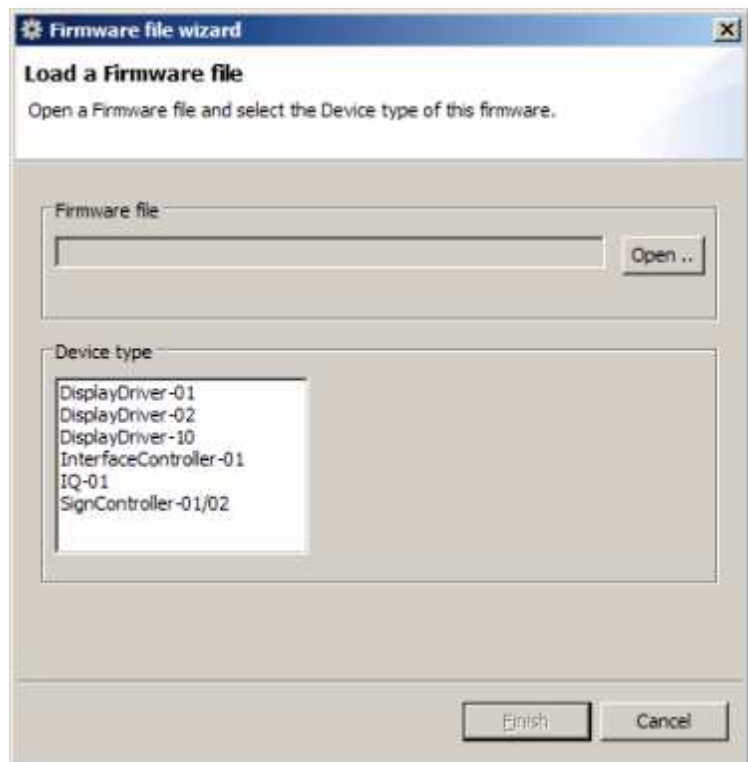 Firmware file wizard
Load a Firmware file
Open a Firmware file and select the Device type of this firmware.
Firmware file
Open ..
Device type
DisplayDriver-01
DisplayDriver-02
DisplayDriver-10
InterfaceController-01
IQ-01
SignController-01/02
Finish
Cancel